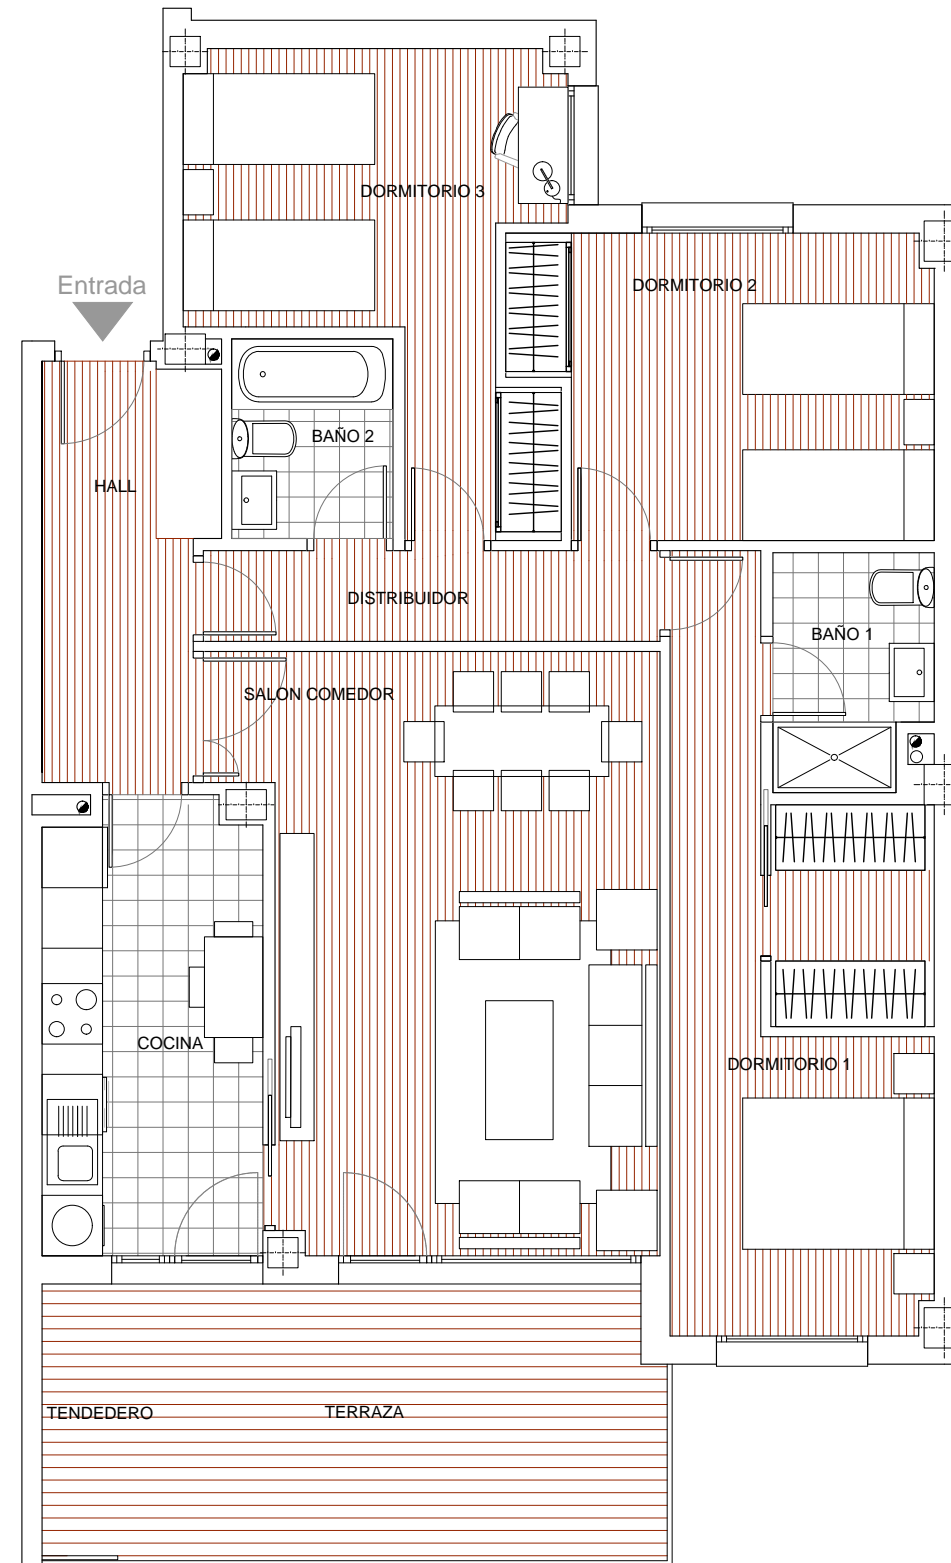 DORMITORIO 3
Entrada
DORMITORIO 2
BAÑO 2
HALL
DISTRIBUIDOR
BAÑO 1
SALON COMEDOR
COCINA
DORMITORIO 1
TENDEDERO
TERRAZA